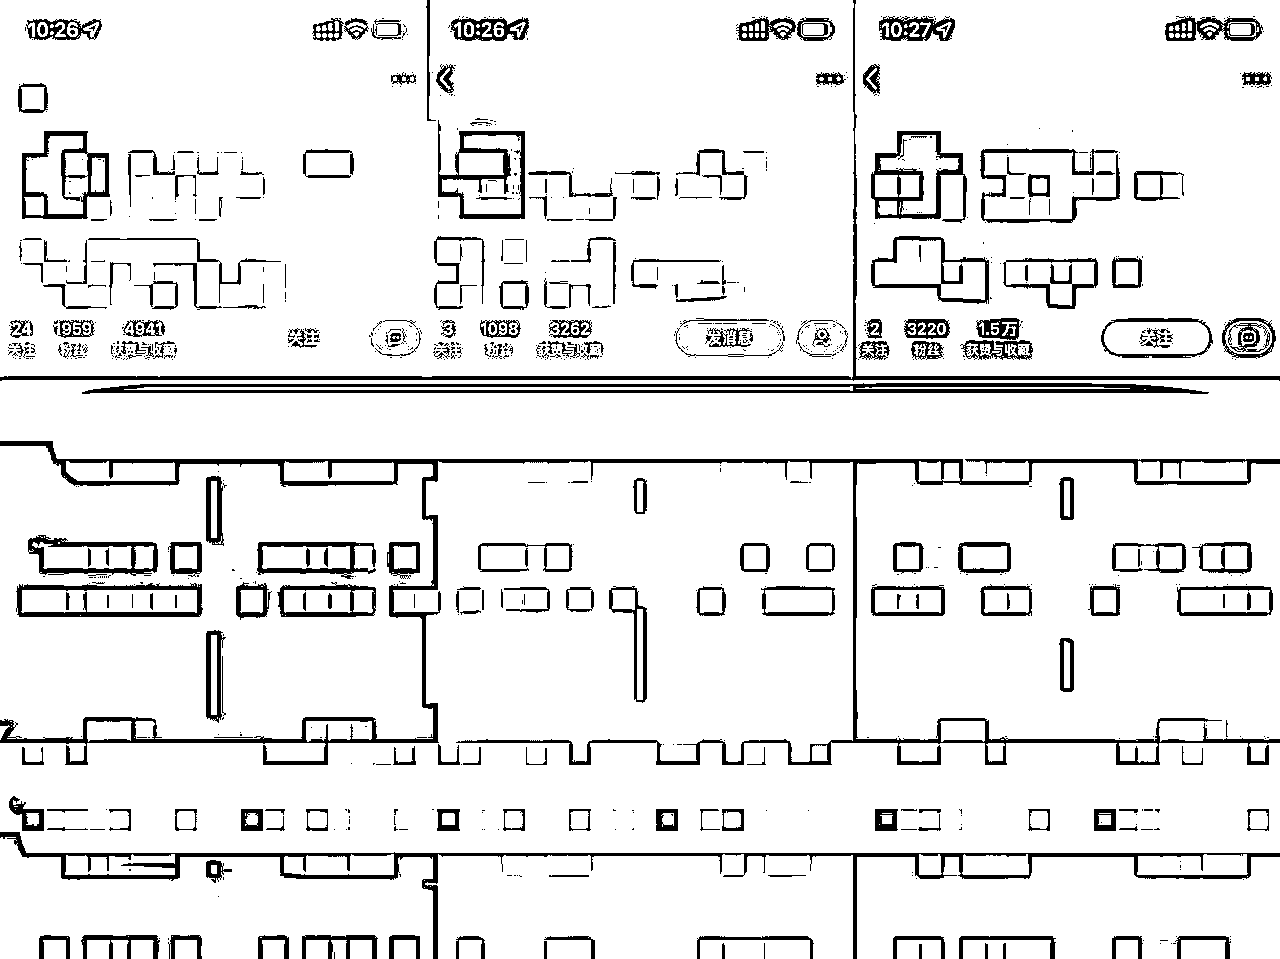 10:26
10:26
10:27
24 1959 4941
关注 粉丝 获赞与收藏
关注
3 1098 3262
关注 粉丝 获赞与收藏
发消息
2 3220 1.5万
关注 粉丝 获赞与收藏
关注